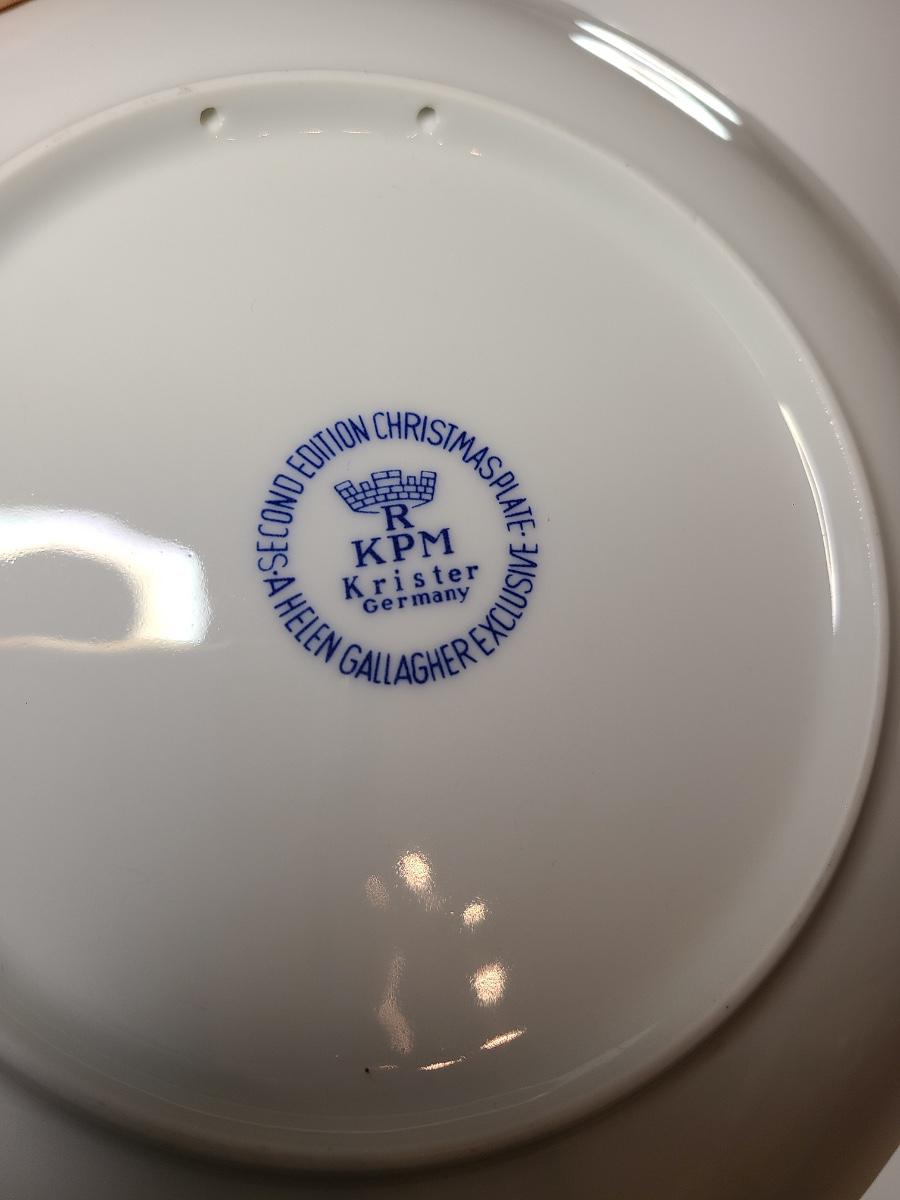 ·SECOND EDITION CHRISTMAS PLATE·
R
KPM
Krister
Germany
A HELEN GALLAGHER EXCLUSIVE